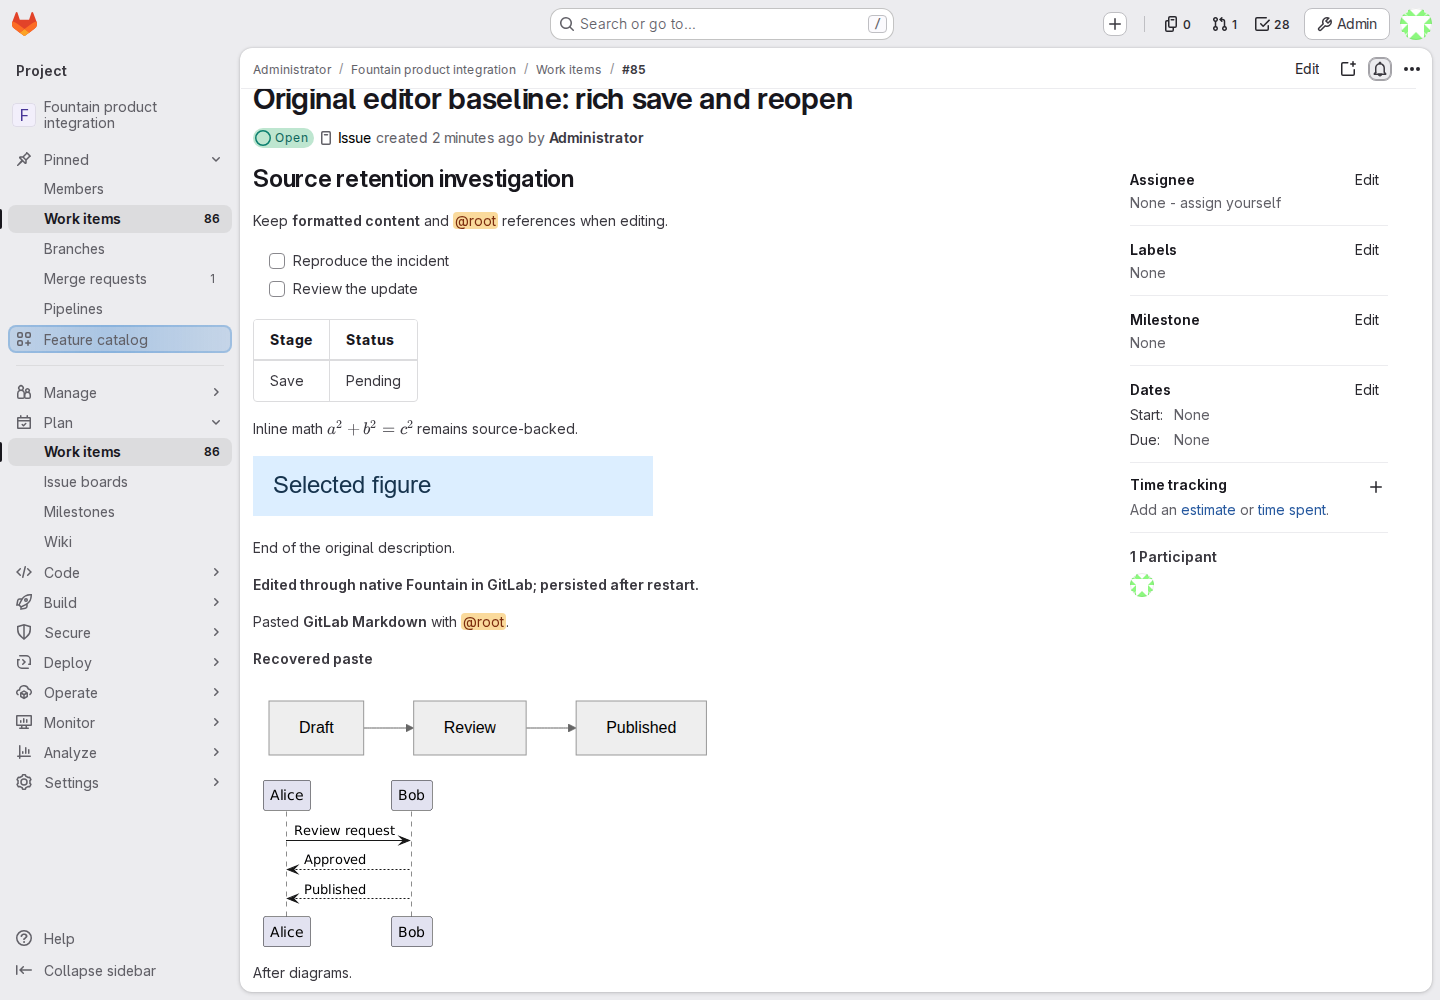 Search or go to...
/
0
1
28
Admin
Project
F
Fountain product integration
Pinned
Members
Work items 86
Branches
Merge requests 1
Pipelines
Feature catalog
Manage
Plan
Work items 86
Issue boards
Milestones
Wiki
Code
Build
Secure
Deploy
Operate
Monitor
Analyze
Settings
Help
Collapse sidebar
Administrator / Fountain product integration / Work items / #85
Edit
Original editor baseline: rich save and reopen
Open Issue created 2 minutes ago by Administrator
Source retention investigation
Keep formatted content and @root references when editing.
Reproduce the incident
Review the update
Stage Status
Save Pending
Inline math a² + b² = c² remains source-backed.
Selected figure
End of the original description.
Edited through native Fountain in GitLab; persisted after restart.
Pasted GitLab Markdown with @root.
Recovered paste
Draft Review Published
Alice Bob
Review request
Approved
Published
Alice Bob
After diagrams.
Assignee Edit
None - assign yourself
Labels Edit
None
Milestone Edit
None
Dates Edit
Start: None
Due: None
Time tracking
Add an estimate or time spent.
1 Participant